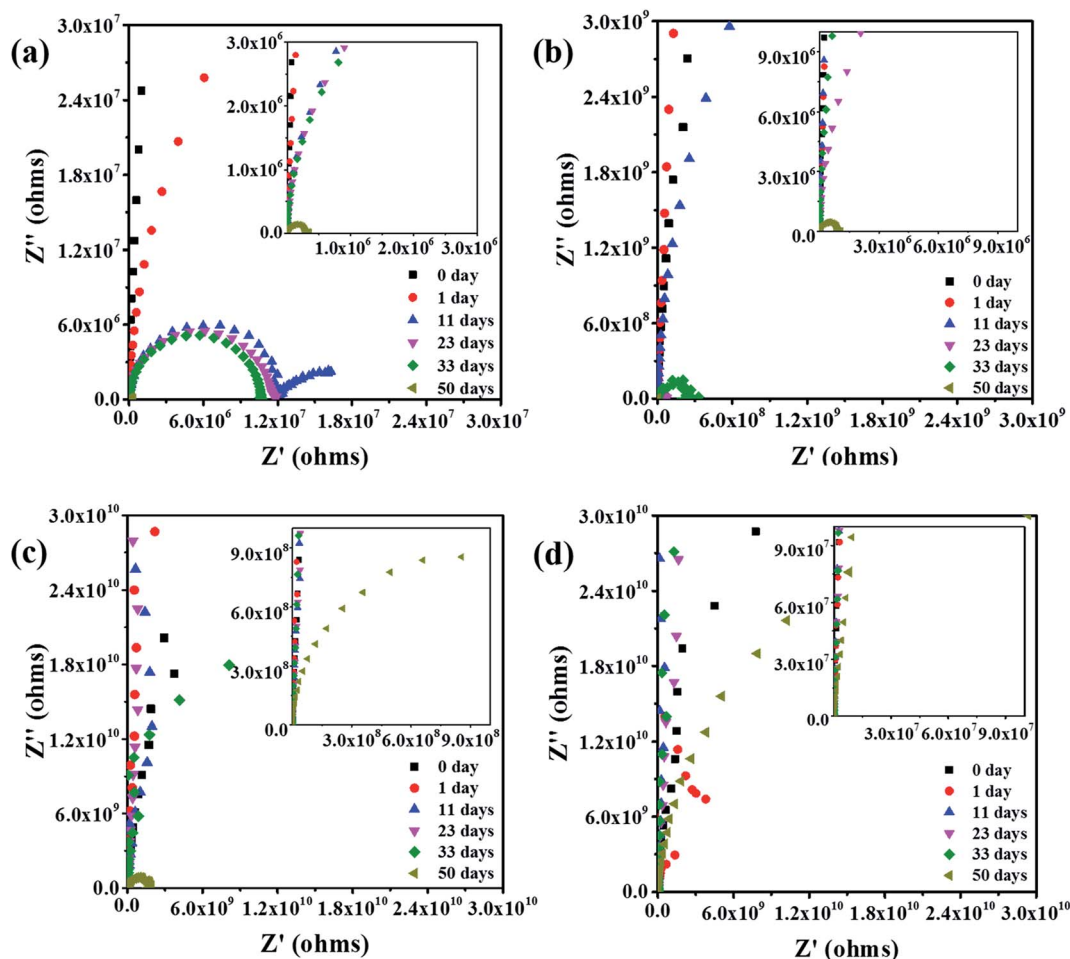 (a)
3.0x10⁷
2.4x10⁷
1.8x10⁷
1.2x10⁷
6.0x10⁶
0.0
Z'' (ohms)
0.0 6.0x10⁶ 1.2x10⁷ 1.8x10⁷ 2.4x10⁷ 3.0x10⁷
Z' (ohms)
3.0x10⁶
2.0x10⁶
1.0x10⁶
0.0
1.0x10⁶ 2.0x10⁶ 3.0x10⁶
0 day
1 day
11 days
23 days
33 days
50 days
(b)
3.0x10⁹
2.4x10⁹
1.8x10⁹
1.2x10⁹
6.0x10⁸
0.0
Z'' (ohms)
0.0 6.0x10⁸ 1.2x10⁹ 1.8x10⁹ 2.4x10⁹ 3.0x10⁹
Z' (ohms)
9.0x10⁶
6.0x10⁶
3.0x10⁶
0.0
3.0x10⁶ 6.0x10⁶ 9.0x10⁶
0 day
1 day
11 days
23 days
33 days
50 days
(c)
3.0x10¹⁰
2.4x10¹⁰
1.8x10¹⁰
1.2x10¹⁰
6.0x10⁹
0.0
Z'' (ohms)
0.0 6.0x10⁹ 1.2x10¹⁰ 1.8x10¹⁰ 2.4x10¹⁰ 3.0x10¹⁰
Z' (ohms)
9.0x10⁸
6.0x10⁸
3.0x10⁸
0.0
3.0x10⁸ 6.0x10⁸ 9.0x10⁸
0 day
1 day
11 days
23 days
33 days
50 days
(d)
3.0x10¹⁰
2.4x10¹⁰
1.8x10¹⁰
1.2x10¹⁰
6.0x10⁹
0.0
Z'' (ohms)
0.0 6.0x10⁹ 1.2x10¹⁰ 1.8x10¹⁰ 2.4x10¹⁰ 3.0x10¹⁰
Z' (ohms)
9.0x10⁷
6.0x10⁷
3.0x10⁷
0.0
3.0x10⁷ 6.0x10⁷ 9.0x10⁷
0 day
1 day
11 days
23 days
33 days
50 days